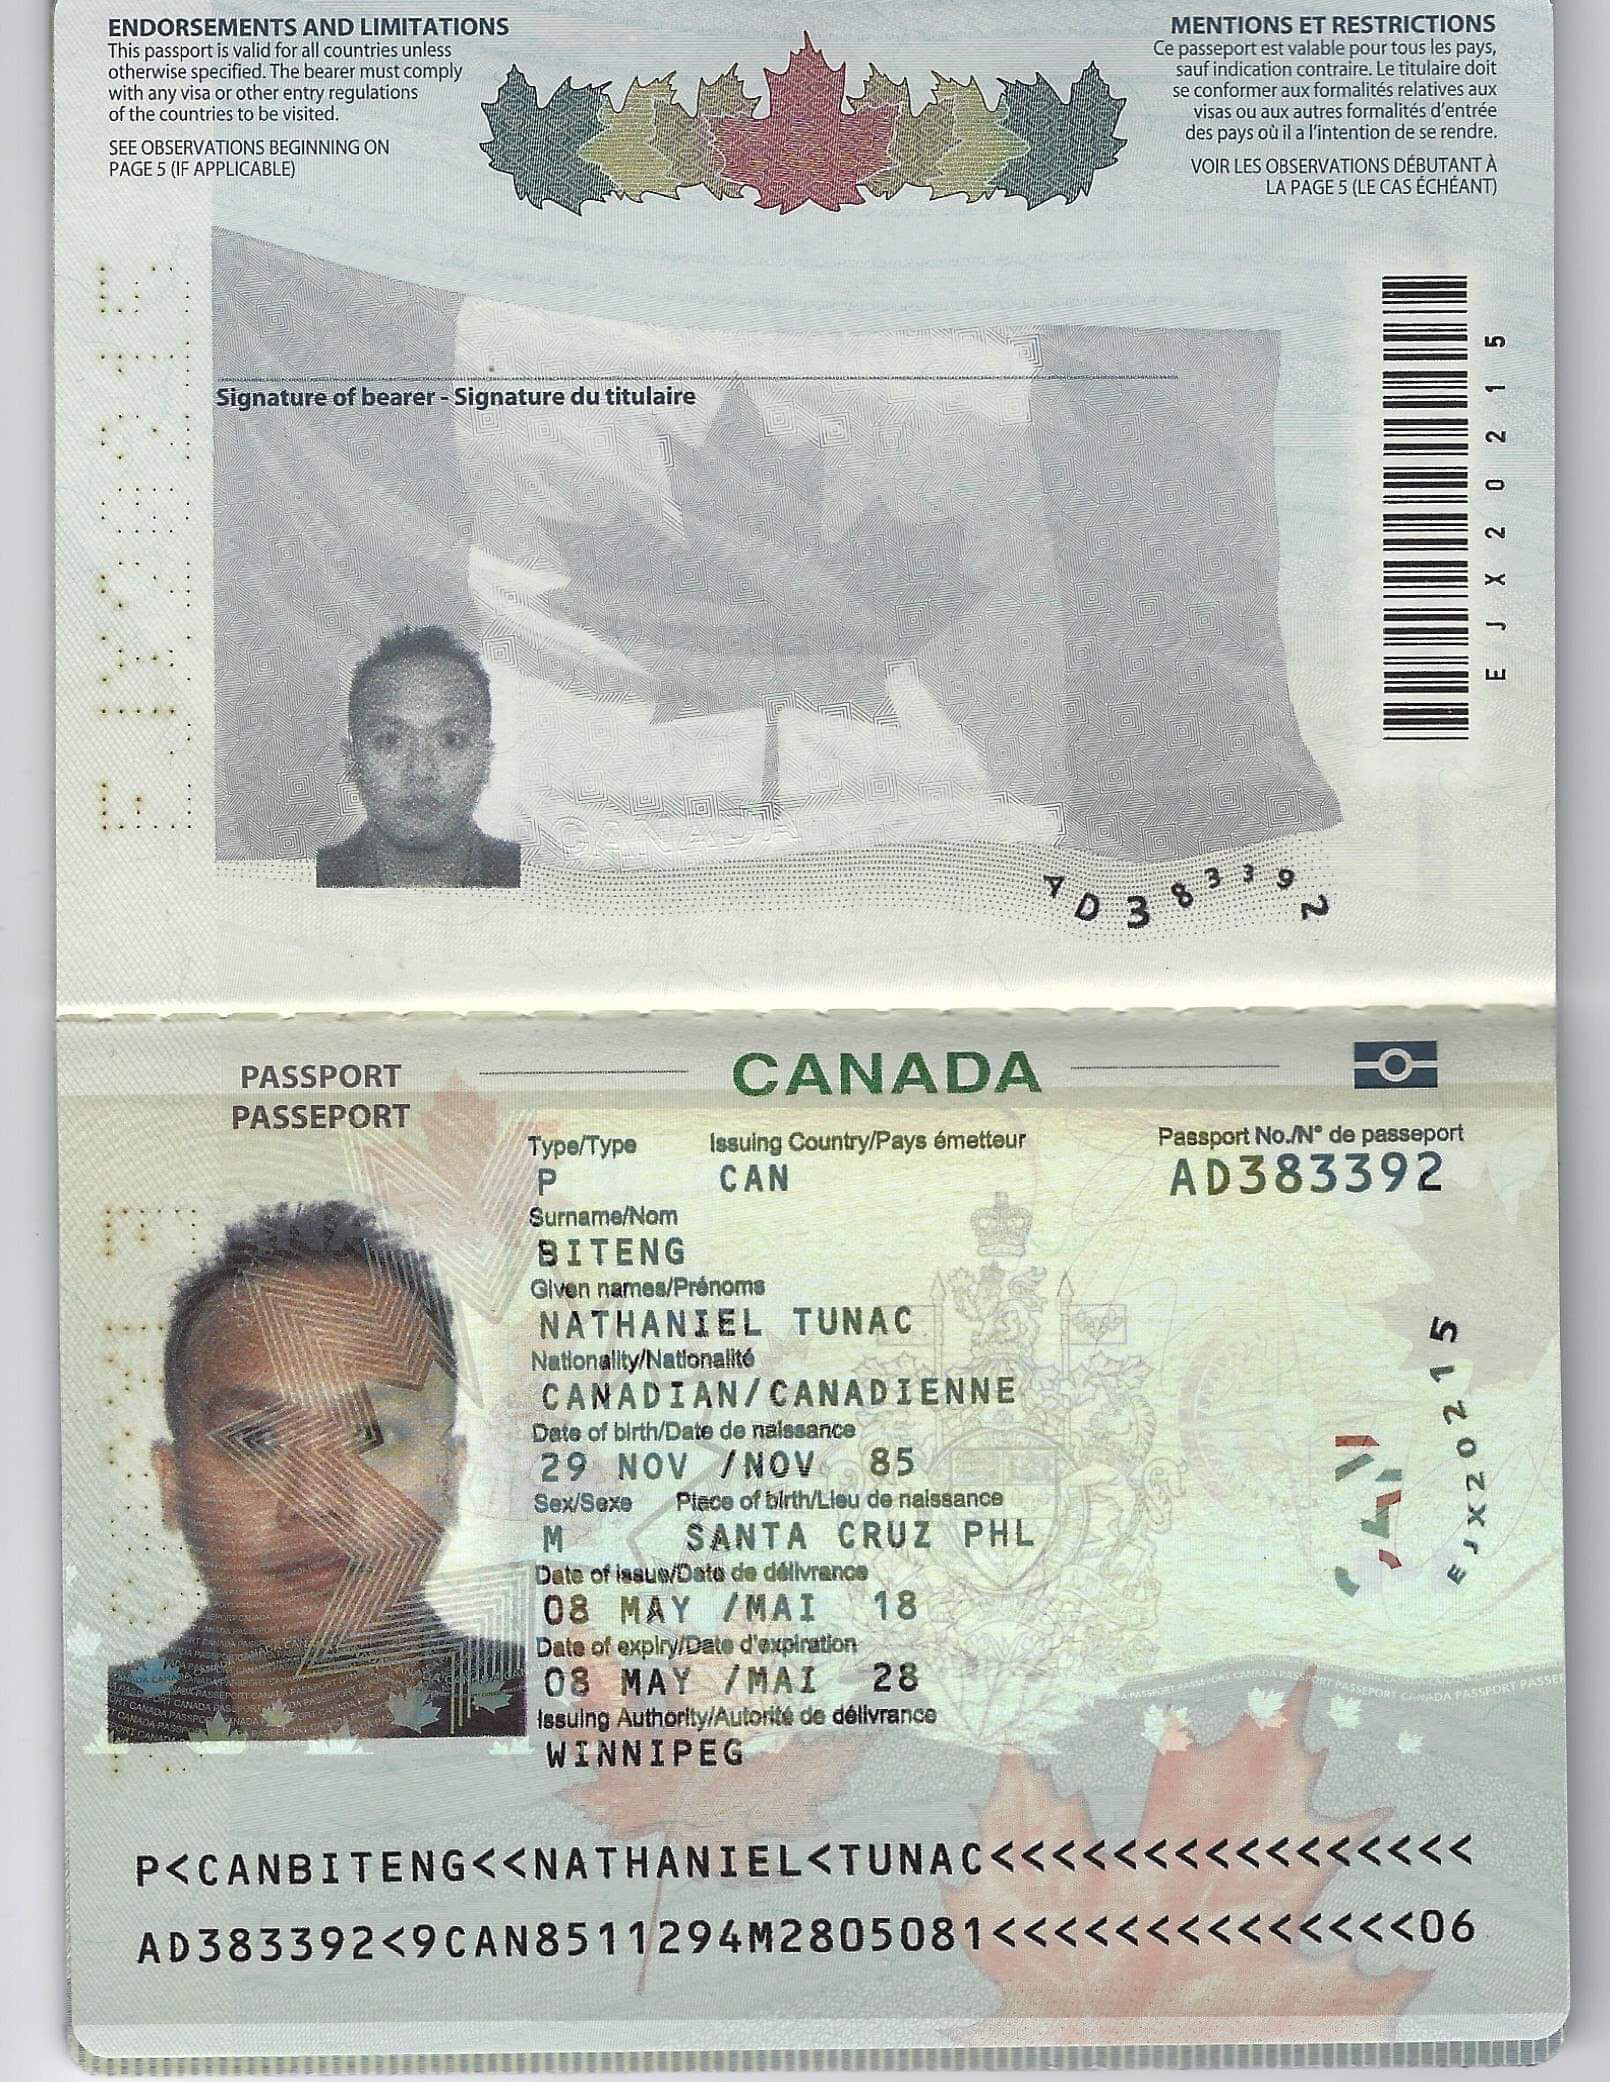 ENDORSEMENTS AND LIMITATIONS
This passport is valid for all countries unless
otherwise specified. The bearer must comply
with any visa or other entry regulations
of the countries to be visited.
SEE OBSERVATIONS BEGINNING ON
PAGE 5 (IF APPLICABLE)
MENTIONS ET RESTRICTIONS
Ce passeport est valable pour tous les pays,
sauf indication contraire. Le titulaire doit
se conformer aux formalités relatives aux
visas ou aux autres formalités d'entrée
des pays où il a l'intention de se rendre.
VOIR LES OBSERVATIONS DÉBUTANT À
LA PAGE 5 (LE CAS ÉCHÉANT)
Signature of bearer - Signature du titulaire
EJX20215
CANADA
AD383392
PASSPORT
PASSEPORT
CANADA
Type/Type Issuing Country/Pays émetteur Passport No./N° de passeport
P CAN AD383392
Surname/Nom
BITENG
Given names/Prénoms
NATHANIEL TUNAC
Nationality/Nationalité
CANADIAN/CANADIENNE
Date of birth/Date de naissance
29 NOV /NOV 85
Sex/Sexe Place of birth/Lieu de naissance
M SANTA CRUZ PHL
Date of issue/Date de délivrance
08 MAY /MAI 18
Date of expiry/Date d'expiration
08 MAY /MAI 28
Issuing Authority/Autorité de délivrance
WINNIPEG
EJX20215
P<CANBITENG<<NATHANIEL<TUNAC<<<<<<<<<<<<<<<<
AD383392<9CAN8511294M2805081<<<<<<<<<<<<<<06